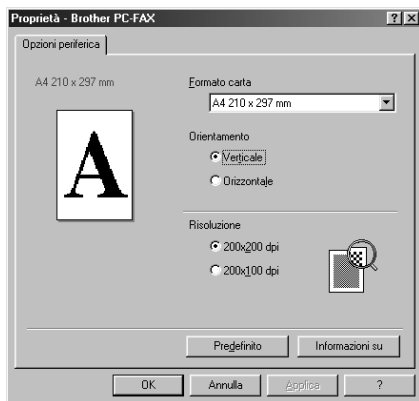 Proprietà - Brother PC-FAX
Opzioni periferica
A4 210 x 297 mm
A
Formato carta
A4 210 x 297 mm
Orientamento
Verticale
Orizzontale
Risoluzione
200x200 dpi
200x100 dpi
Predefinito
Informazioni su
OK
Annulla
Applica
?